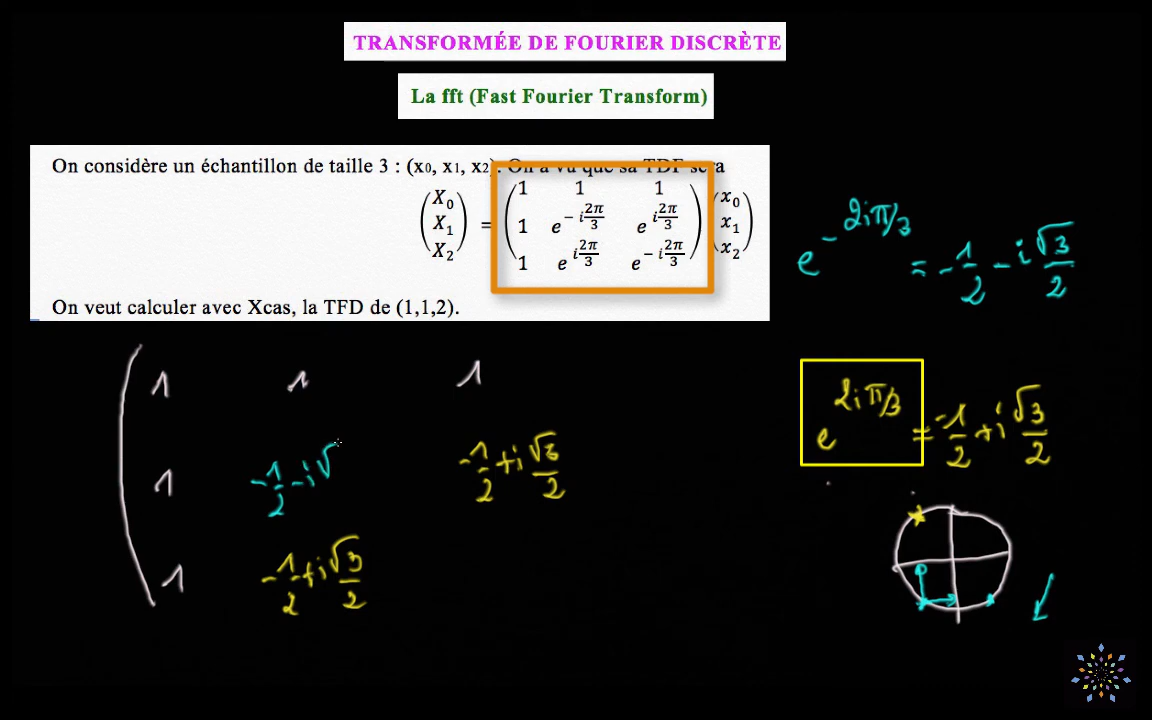 TRANSFORMÉE DE FOURIER DISCRÈTE
La fft (Fast Fourier Transform)
On considère un échantillon de taille 3 : (x₀, x₁, x₂). On a vu que sa TDF sera
(X₀ X₁ X₂) = (1 1 1
1 e^{-i2π/3} e^{i2π/3}
1 e^{i2π/3} e^{-i2π/3}) (x₀ x₁ x₂)
On veut calculer avec Xcas, la TFD de (1,1,2).
e^{-2iπ/3} = -1/2 - i√3/2
e^{2iπ/3} = -1/2 + i√3/2
( 1 1 1
1 -1/2 - i√ -1/2 + i√3/2
1 -1/2 + i√3/2